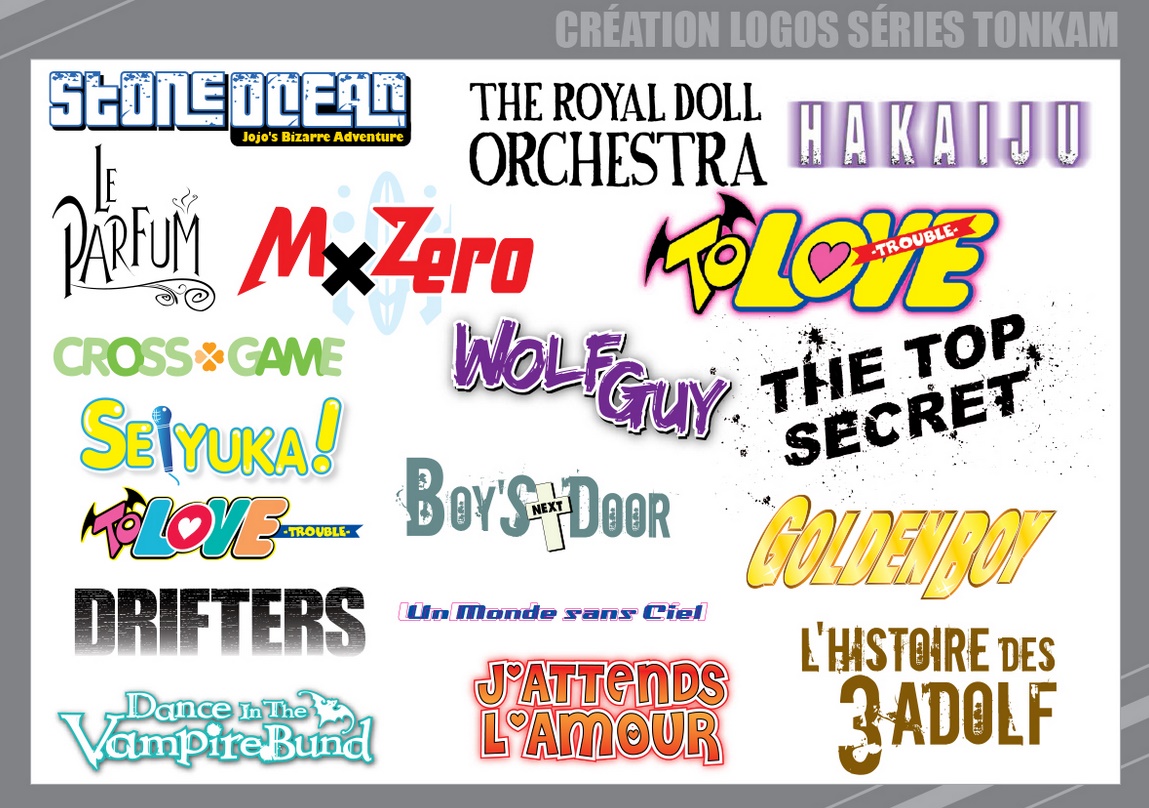 CRÉATION LOGOS SÉRIES TONKAM
STONE OCEAN
Jojo's Bizarre Adventure
THE ROYAL DOLL
ORCHESTRA
HAKAIJU
LE
PARFUM
MxZero
TO LOVE
-TROUBLE-
CROSS GAME
WOLF
GUY
THE TOP
SECRET
SEIYUKA!
BOY'S NEXT DOOR
TO LOVE -TROUBLE-
GOLDEN BOY
DRIFTERS
Un Monde sans Ciel
L'HISTOIRE DES
3 ADOLF
J'ATTENDS
L'AMOUR
Dance In The
Vampire Bund